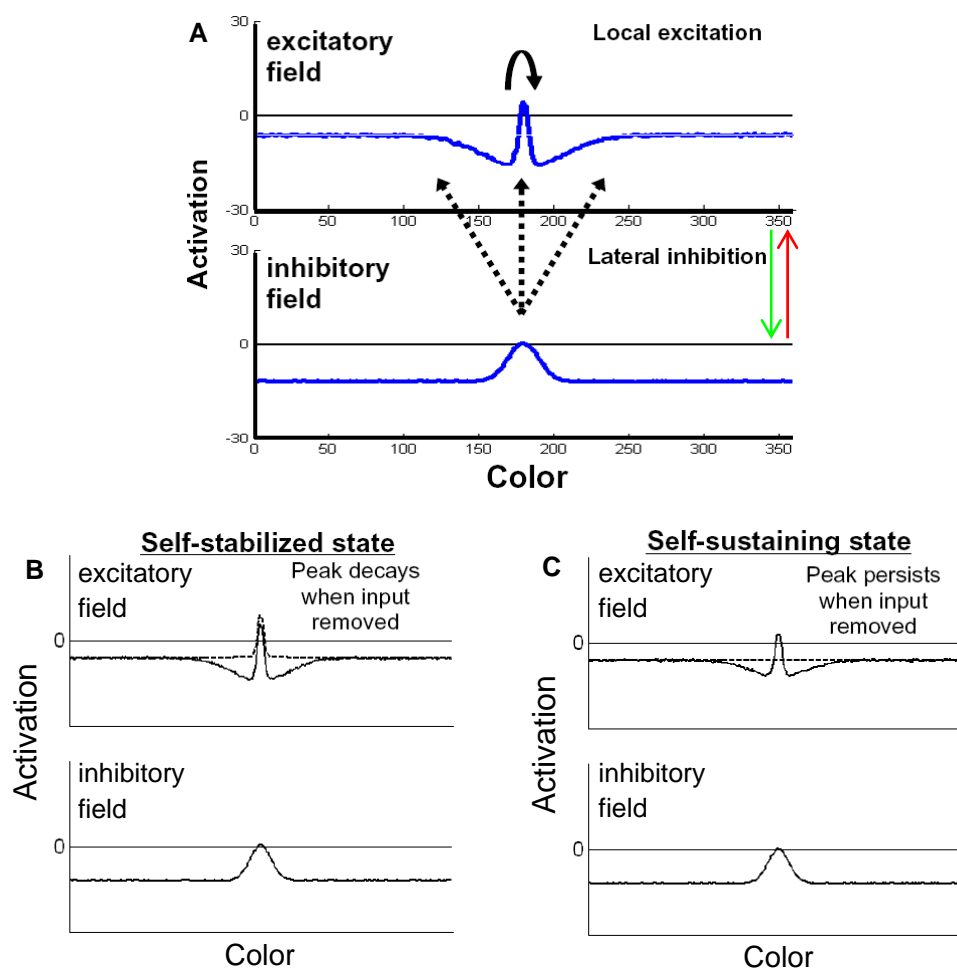 A
excitatory
field
Local excitation
30
0
-30
0 50 100 150 200 250 300 350
Activation
inhibitory
field
Lateral inhibition
30
0
-30
0 50 100 150 200 250 300 350
Color
B
Self-stabilized state
excitatory
field
Peak decays
when input
removed
0
Activation
inhibitory
field
0
Color
C
Self-sustaining state
excitatory
field
Peak persists
when input
removed
0
Activation
inhibitory
field
0
Color